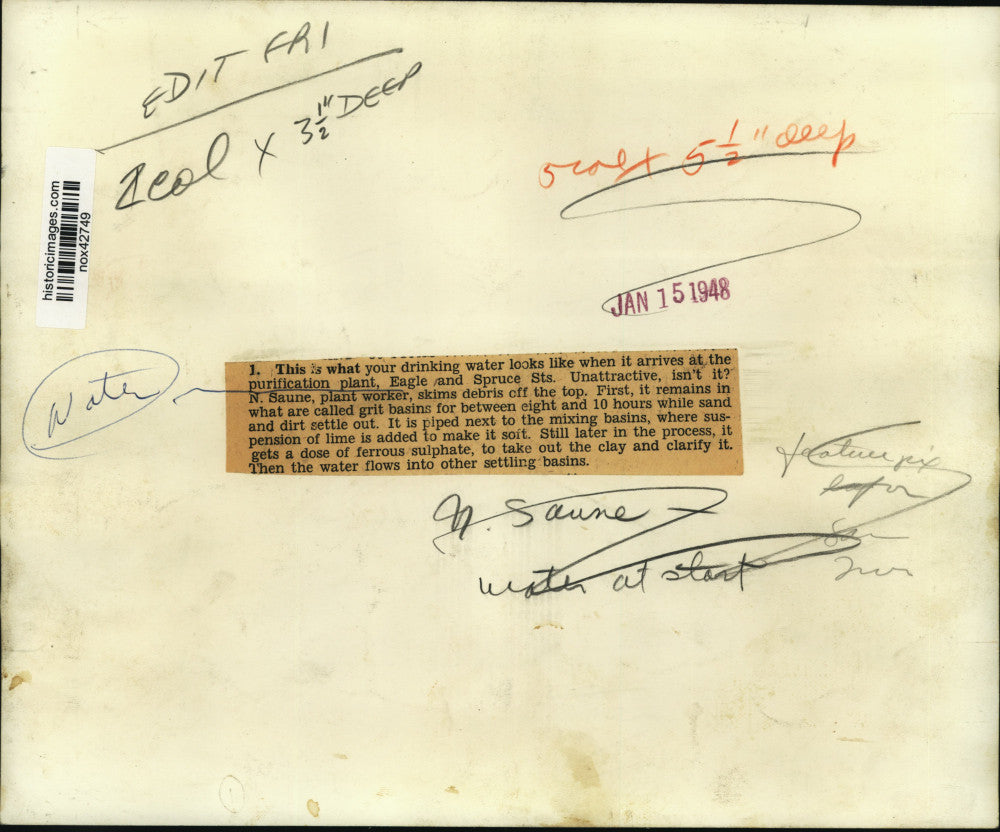 EDIT FRI
2col x 3½" DEEP
5 col x 5½" deep
historicimages.com
nox42749
JAN 15 1948
Water
1. This is what your drinking water looks like when it arrives at the
purification plant, Eagle and Spruce Sts. Unattractive, isn't it?
N. Saune, plant worker, skims debris off the top. First, it remains in
what are called grit basins for between eight and 10 hours while sand
and dirt settle out. It is piped next to the mixing basins, where sus-
pension of lime is added to make it soft. Still later in the process, it
gets a dose of ferrous sulphate, to take out the clay and clarify it.
Then the water flows into other settling basins.
feature pix
N. Saune
water at start